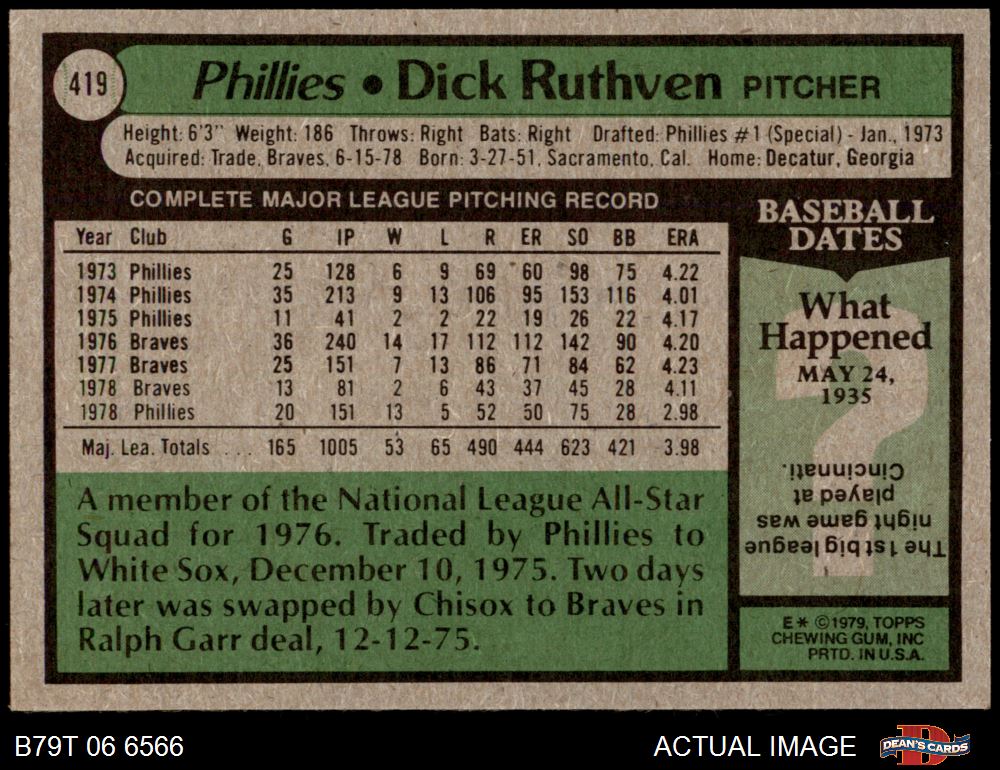 419
Phillies • Dick Ruthven PITCHER
Height: 6'3" Weight: 186 Throws: Right Bats: Right Drafted: Phillies #1 (Special) - Jan., 1973
Acquired: Trade, Braves, 6-15-78 Born: 3-27-51, Sacramento, Cal. Home: Decatur, Georgia
COMPLETE MAJOR LEAGUE PITCHING RECORD
Year Club G IP W L R ER SO BB ERA
1973 Phillies 25 128 6 9 69 60 98 75 4.22
1974 Phillies 35 213 9 13 106 95 153 116 4.01
1975 Phillies 11 41 2 2 22 19 26 22 4.17
1976 Braves 36 240 14 17 112 112 142 90 4.20
1977 Braves 25 151 7 13 86 71 84 62 4.23
1978 Braves 13 81 2 6 43 37 45 28 4.11
1978 Phillies 20 151 13 5 52 50 75 28 2.98
Maj. Lea. Totals . . . 165 1005 53 65 490 444 623 421 3.98
A member of the National League All-Star
Squad for 1976. Traded by Phillies to
White Sox, December 10, 1975. Two days
later was swapped by Chisox to Braves in
Ralph Garr deal, 12-12-75.
BASEBALL
DATES
What
Happened
MAY 24,
1935
The 1st big league
night game was
played at
Cincinnati.
E * ©1979, TOPPS
CHEWING GUM, INC
PRTD. IN U.S.A.
B79T 06 6566
ACTUAL IMAGE
D
DEAN'S CARDS